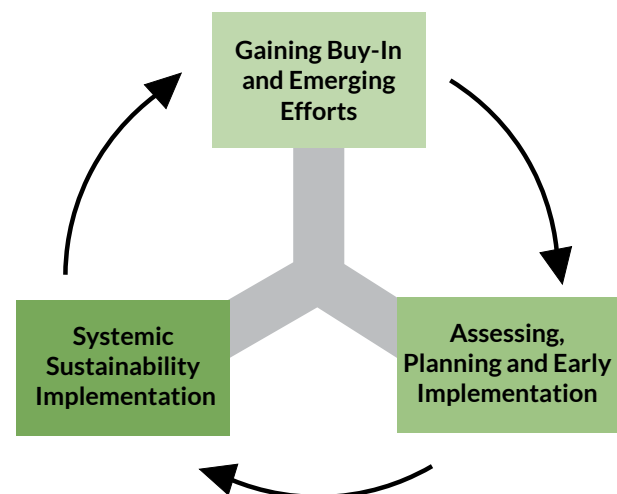 Gaining Buy-In
and Emerging
Efforts
Assessing,
Planning and Early
Implementation
Systemic
Sustainability
Implementation